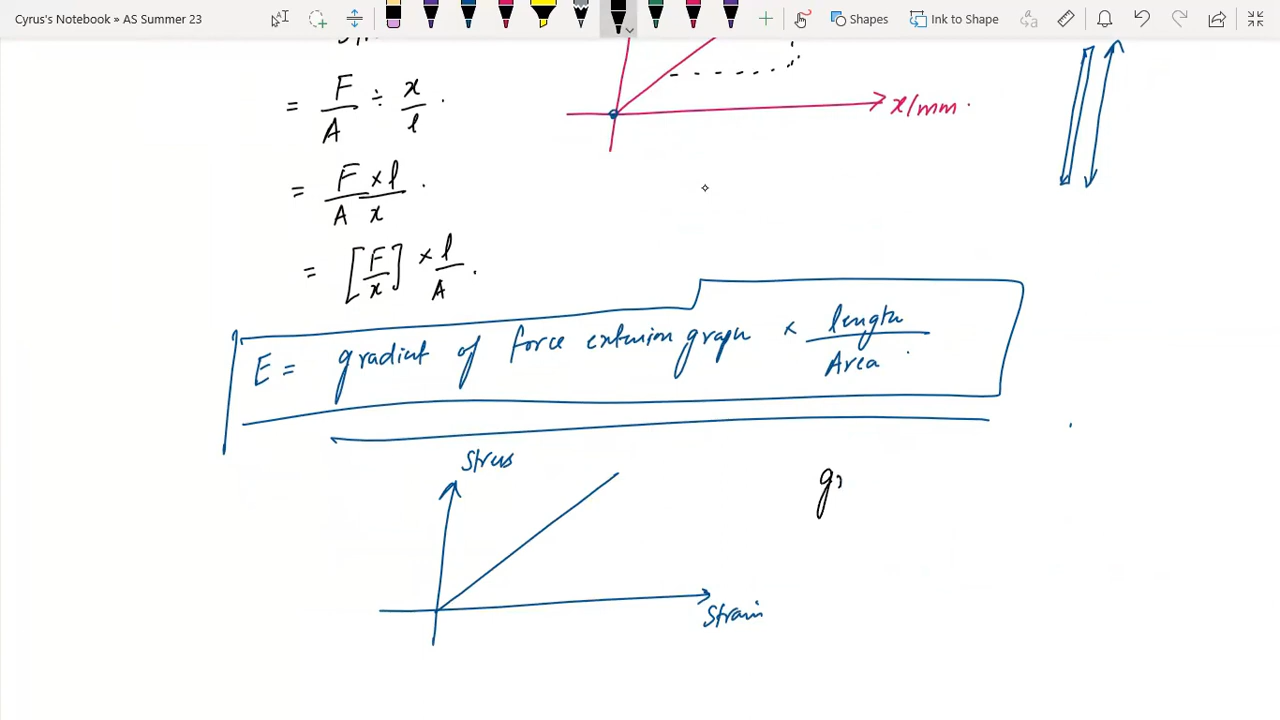 Cyrus's Notebook » AS Summer 23
Shapes
Ink to Shape
= F/A ÷ x/l .
x/mm.
= F/A × l/x .
= [F/x] × l/A .
E = gradient of force extension graph × length/Area .
Stress
g
Strain